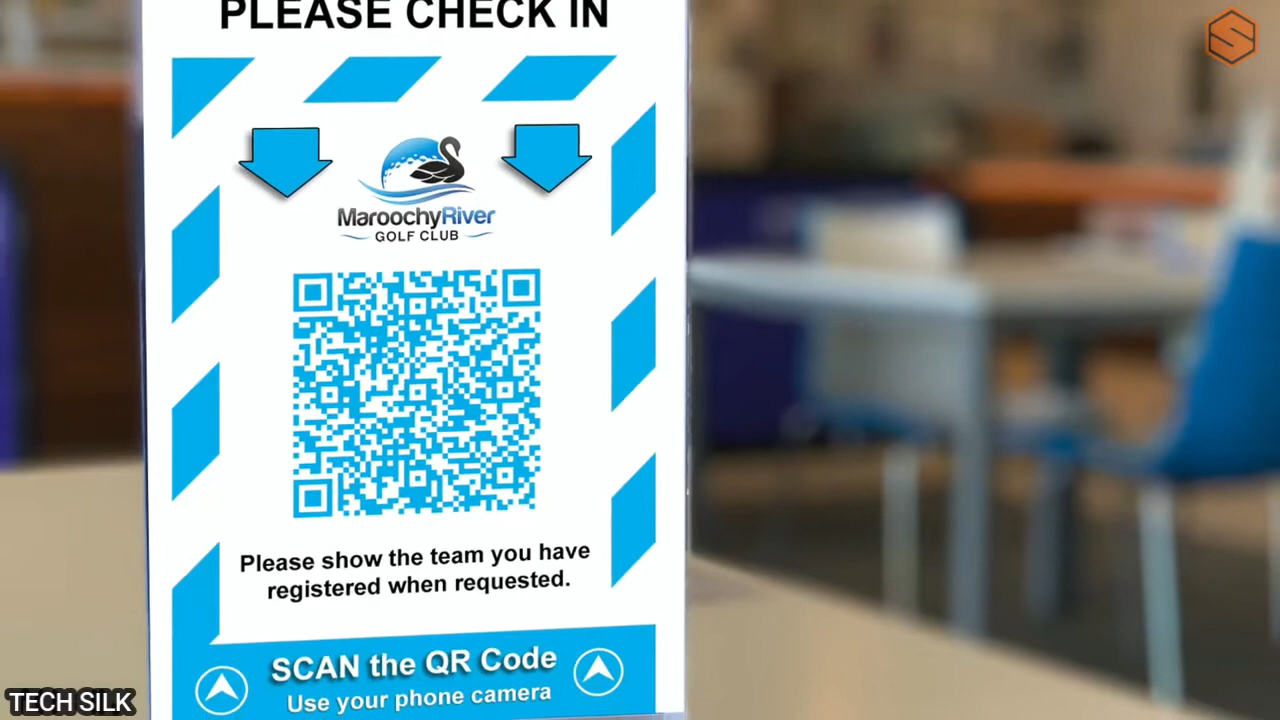 PLEASE CHECK IN
MaroochyRiver
GOLF CLUB
Please show the team you have
registered when requested.
SCAN the QR Code
Use your phone camera
TECH SILK